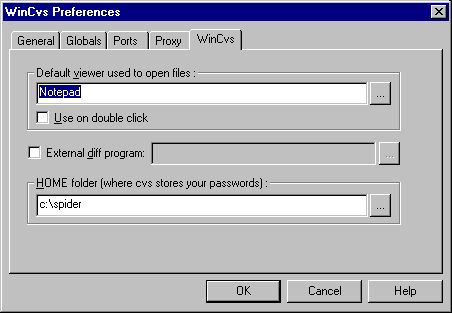 WinCvs Preferences
General Globals Ports Proxy WinCvs
Default viewer used to open files :
Notepad ...
Use on double click
External diff program: ...
HOME folder (where cvs stores your passwords) :
c:\spider ...
OK Cancel Help